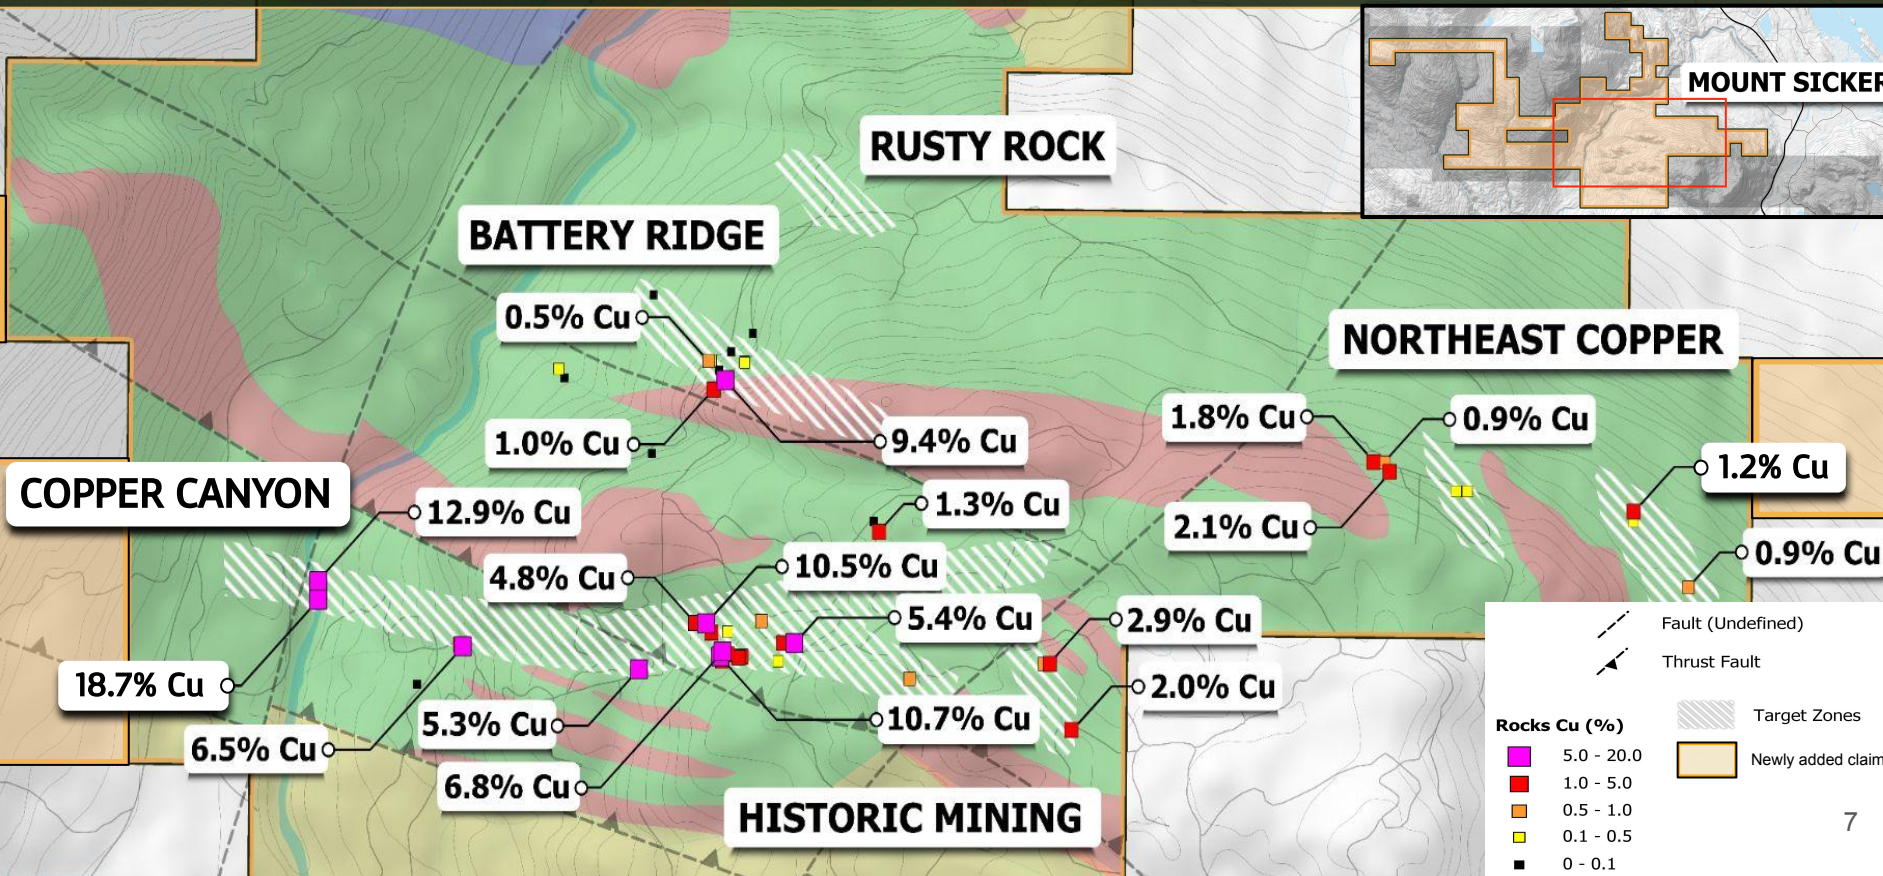 MOUNT SICKER
RUSTY ROCK
BATTERY RIDGE
0.5% Cu
NORTHEAST COPPER
1.8% Cu
0.9% Cu
1.0% Cu
9.4% Cu
1.2% Cu
COPPER CANYON
12.9% Cu
1.3% Cu
2.1% Cu
0.9% Cu
4.8% Cu
10.5% Cu
5.4% Cu
2.9% Cu
18.7% Cu
2.0% Cu
5.3% Cu
10.7% Cu
6.5% Cu
6.8% Cu
HISTORIC MINING
Fault (Undefined)
Thrust Fault
Rocks Cu (%)
5.0 - 20.0
1.0 - 5.0
0.5 - 1.0
0.1 - 0.5
0 - 0.1
Target Zones
Newly added claim
7